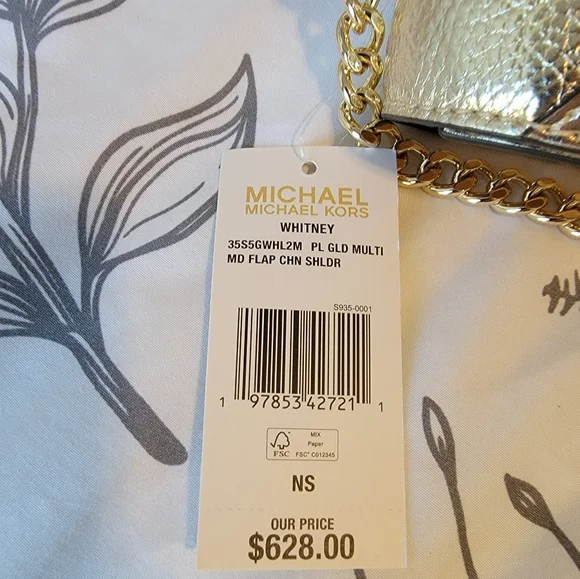 MICHAEL
MICHAEL KORS
WHITNEY
35S5GWHL2M PL GLD MULTI
MD FLAP CHN SHLDR
S935-0001
1 97853 42721 1
FSC
MIX
Paper
FSC® C012345
NS
OUR PRICE
$628.00